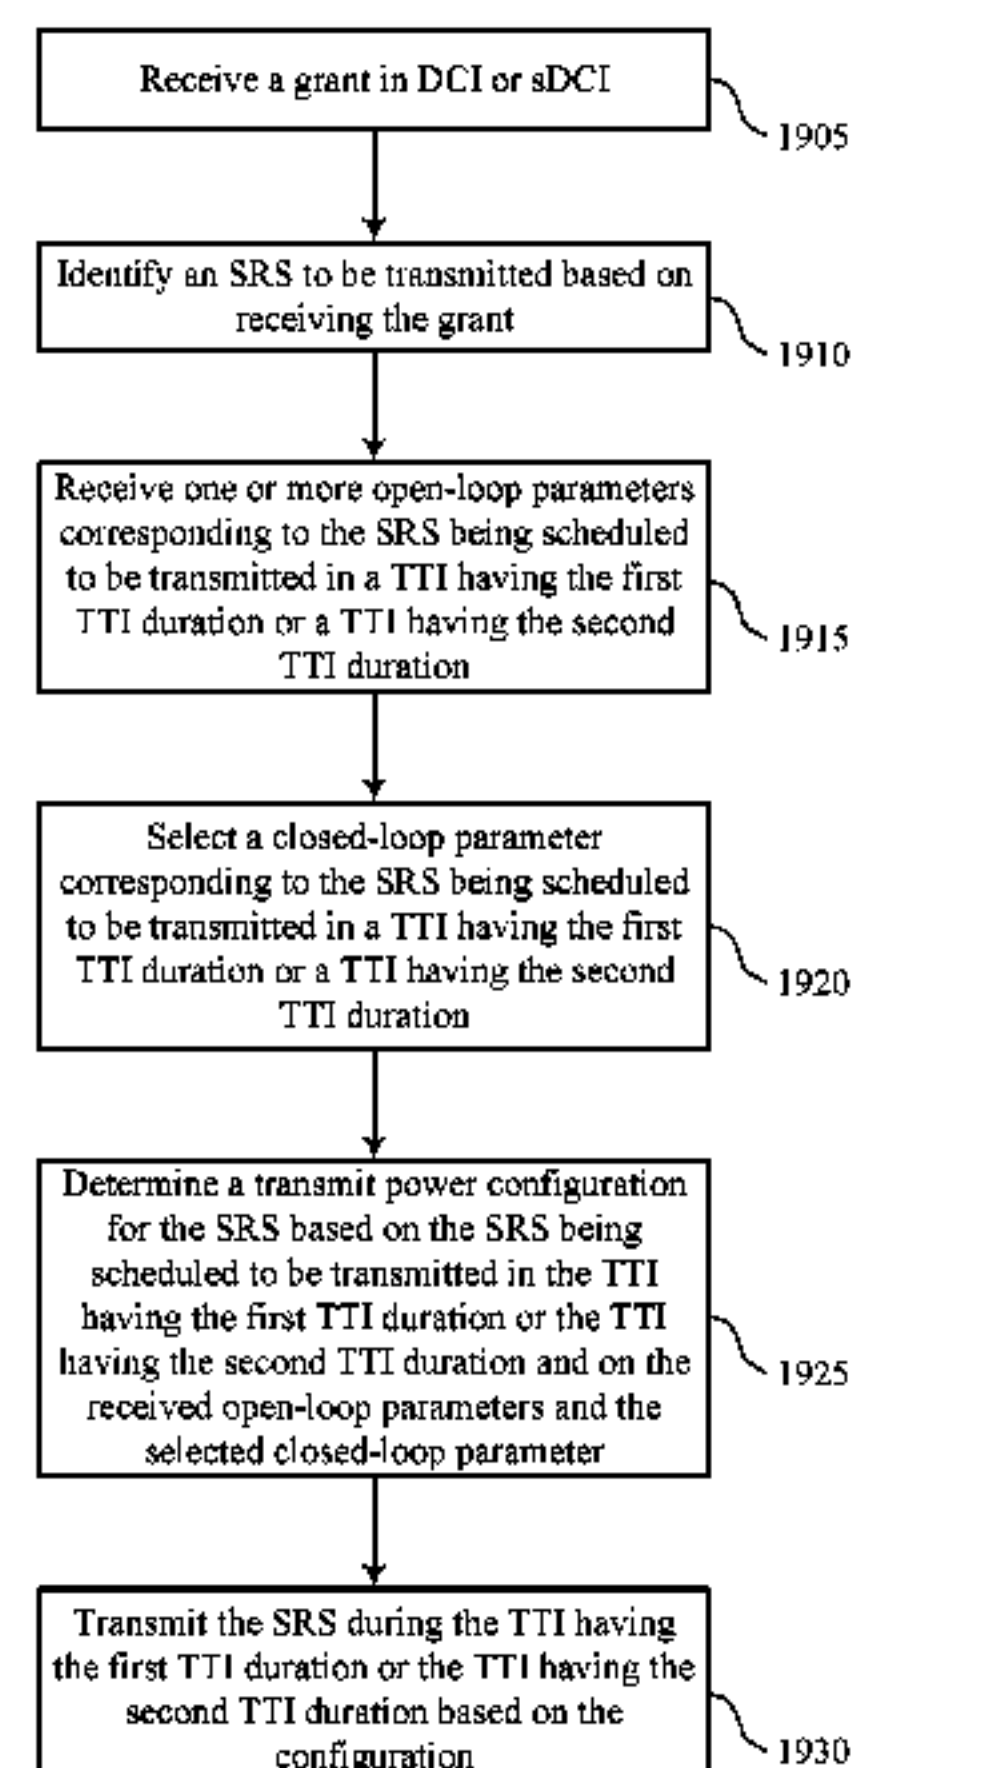 Receive a grant in DCI or sDCI
1905
Identify an SRS to be transmitted based on
receiving the grant
1910
Receive one or more open-loop parameters
corresponding to the SRS being scheduled
to be transmitted in a TTI having the first
TTI duration or a TTI having the second
TTI duration
1915
Select a closed-loop parameter
corresponding to the SRS being scheduled
to be transmitted in a TTI having the first
TTI duration or a TTI having the second
TTI duration
1920
Determine a transmit power configuration
for the SRS based on the SRS being
scheduled to be transmitted in the TTI
having the first TTI duration or the TTI
having the second TTI duration and on the
received open-loop parameters and the
selected closed-loop parameter
1925
Transmit the SRS during the TTI having
the first TTI duration or the TTI having the
second TTI duration based on the
configuration
1930